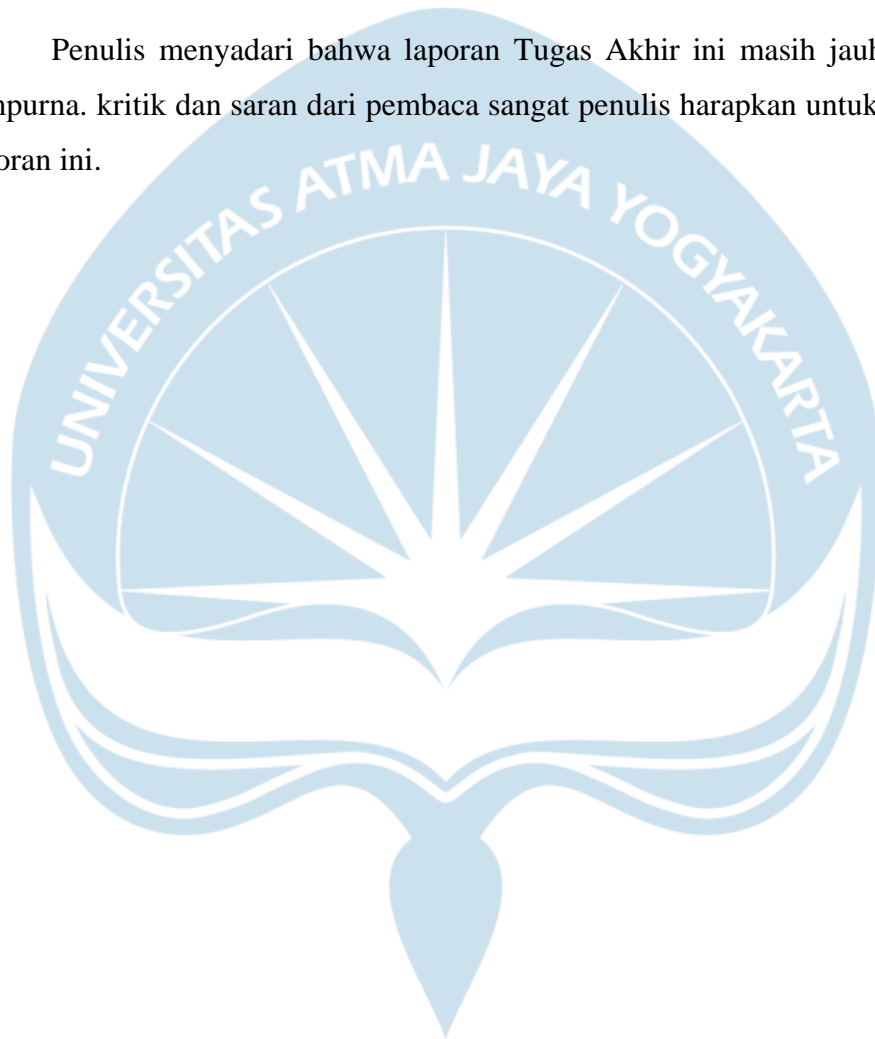 Penulis menyadari bahwa laporan Tugas Akhir ini masih jauh
npurna. kritik dan saran dari pembaca sangat penulis harapkan untuk
oran ini.
UNIVERSITAS ATMA JAYA YOGYAKARTA